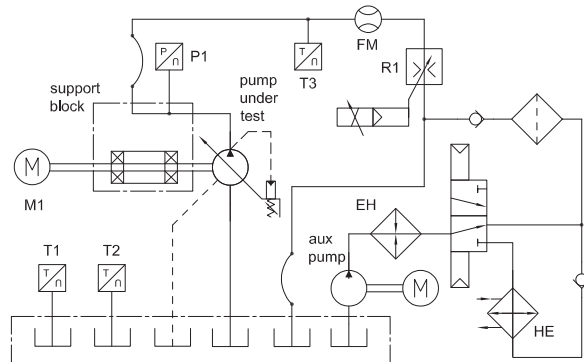 FM
P
n
P1
T
n
T3
R1
support
block
pump
under
test
M
M1
EH
aux
pump
T1
T2
T
n
T
n
M
HE